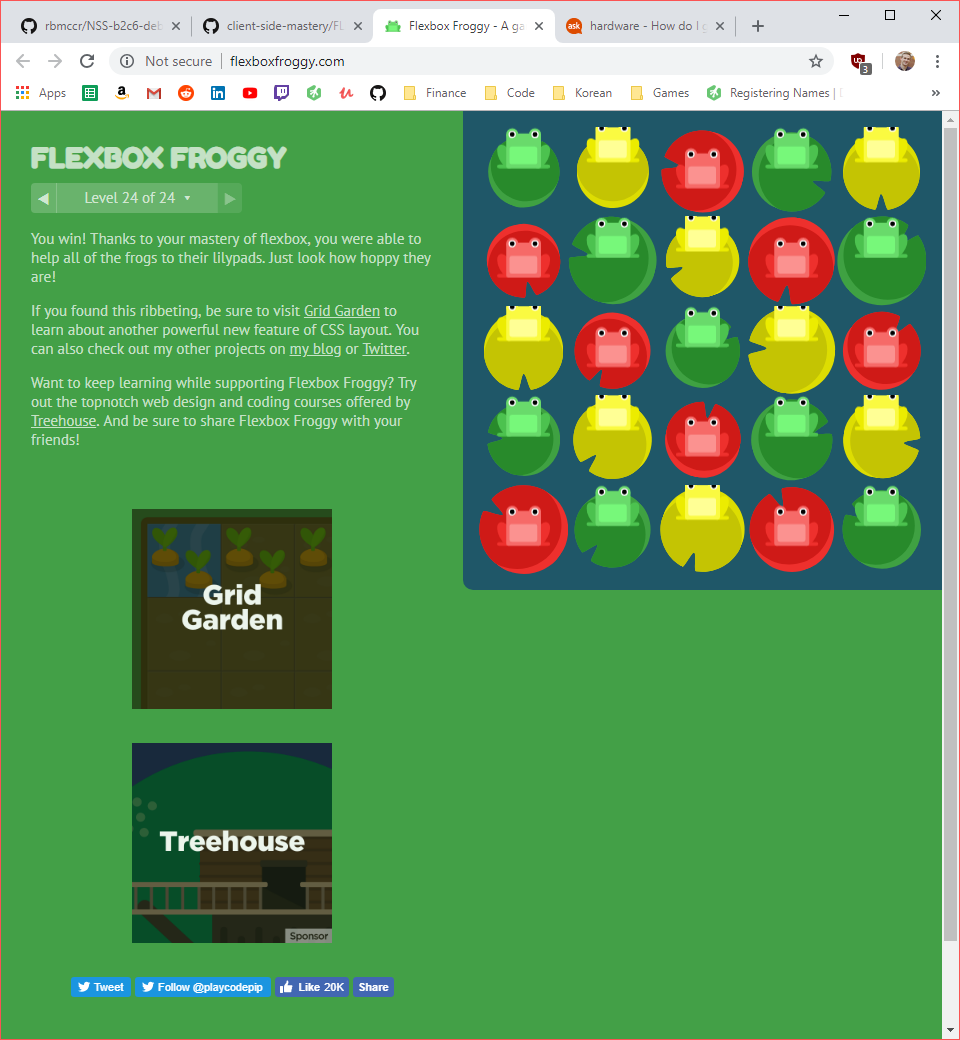 rbmccr/NSS-b2c6-deb
client-side-mastery/FL
Flexbox Froggy - A ga
hardware - How do I g
ask
Not secure
flexboxfroggy.com
3
Apps
Finance
Code
Korean
Games
Registering Names |
»
FLEXBOX FROGGY
Level 24 of 24
You win! Thanks to your mastery of flexbox, you were able to
help all of the frogs to their lilypads. Just look how hoppy they
are!
If you found this ribbeting, be sure to visit Grid Garden to
learn about another powerful new feature of CSS layout. You
can also check out my other projects on my blog or Twitter.
Want to keep learning while supporting Flexbox Froggy? Try
out the topnotch web design and coding courses offered by
Treehouse. And be sure to share Flexbox Froggy with your
friends!
Grid
Garden
Treehouse
Sponsor
Tweet
Follow @playcodepip
Like 20K
Share